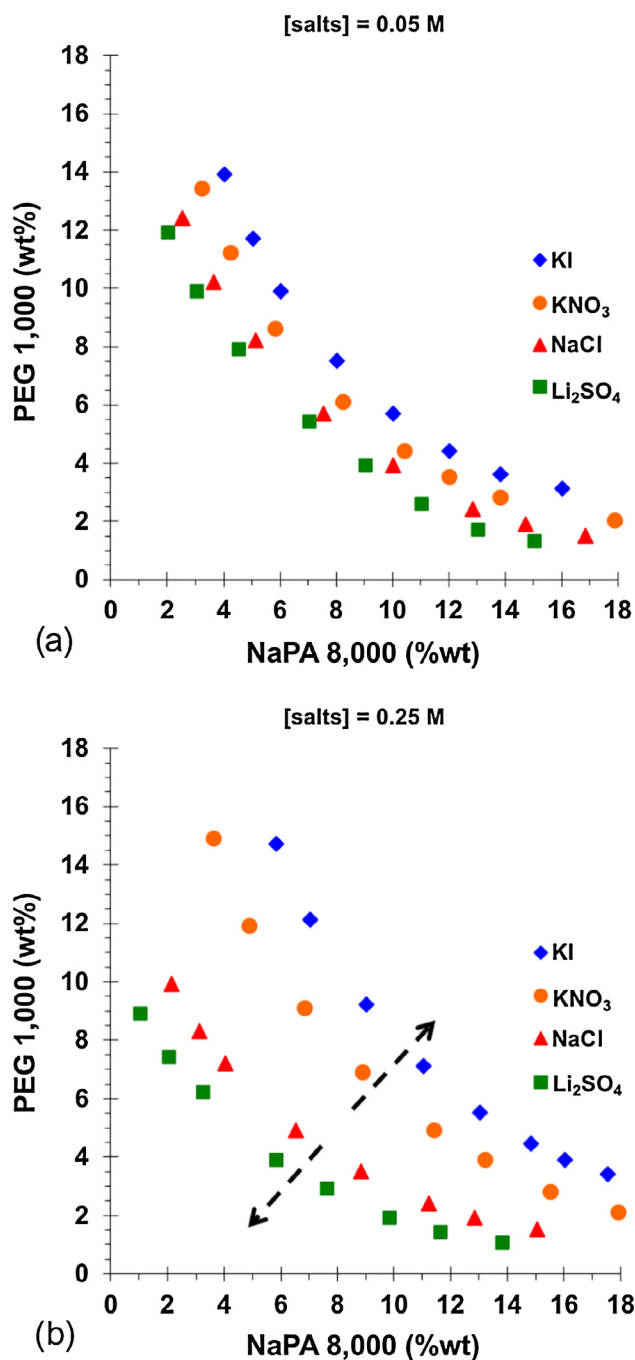 [salts] = 0.05 M
18
16
14
12
10
8
6
4
2
0
PEG 1,000 (wt%)
KI
KNO₃
NaCl
Li₂SO₄
0 2 4 6 8 10 12 14 16 18
(a)
NaPA 8,000 (%wt)
[salts] = 0.25 M
18
16
14
12
10
8
6
4
2
0
PEG 1,000 (wt%)
KI
KNO₃
NaCl
Li₂SO₄
0 2 4 6 8 10 12 14 16 18
(b)
NaPA 8,000 (%wt)